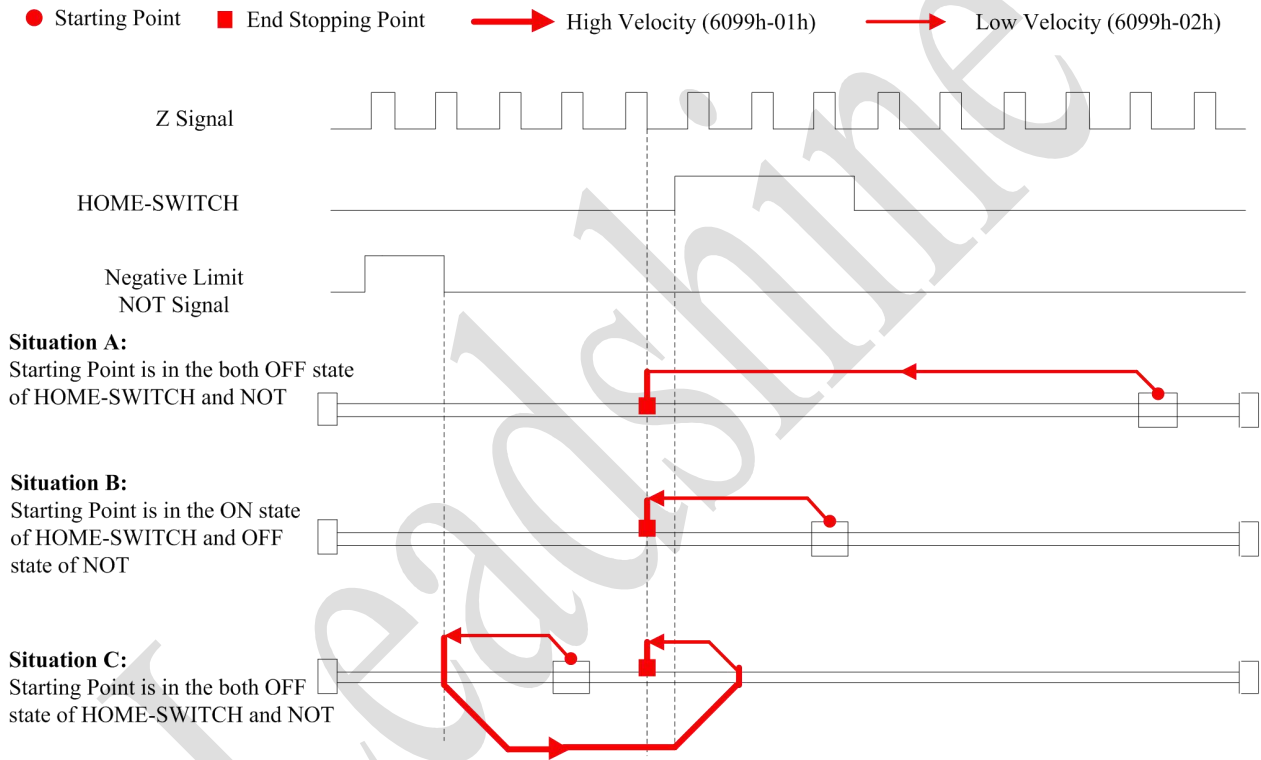 Starting Point End Stopping Point High Velocity (6099h-01h) Low Velocity (6099h-02h)
Z Signal
HOME-SWITCH
Negative Limit
NOT Signal
Situation A:
Starting Point is in the both OFF state
of HOME-SWITCH and NOT
Situation B:
Starting Point is in the ON state
of HOME-SWITCH and OFF
state of NOT
Situation C:
Starting Point is in the both OFF
state of HOME-SWITCH and NOT
Leadshine